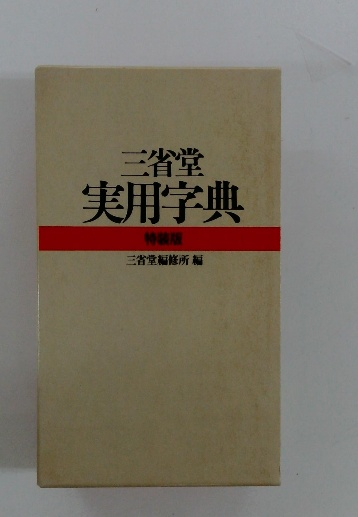 三省堂
実用字典
特装版
三省堂編修所 編